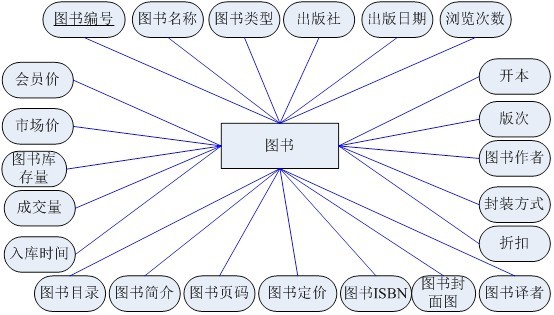 图书编号
图书名称
图书类型
出版社
出版日期
浏览次数
会员价
开本
市场价
版次
图书
图书库
存量
图书作者
成交量
封装方式
入库时间
折扣
图书目录
图书简介
图书页码
图书定价
图书ISBN
图书封
面图
图书译者